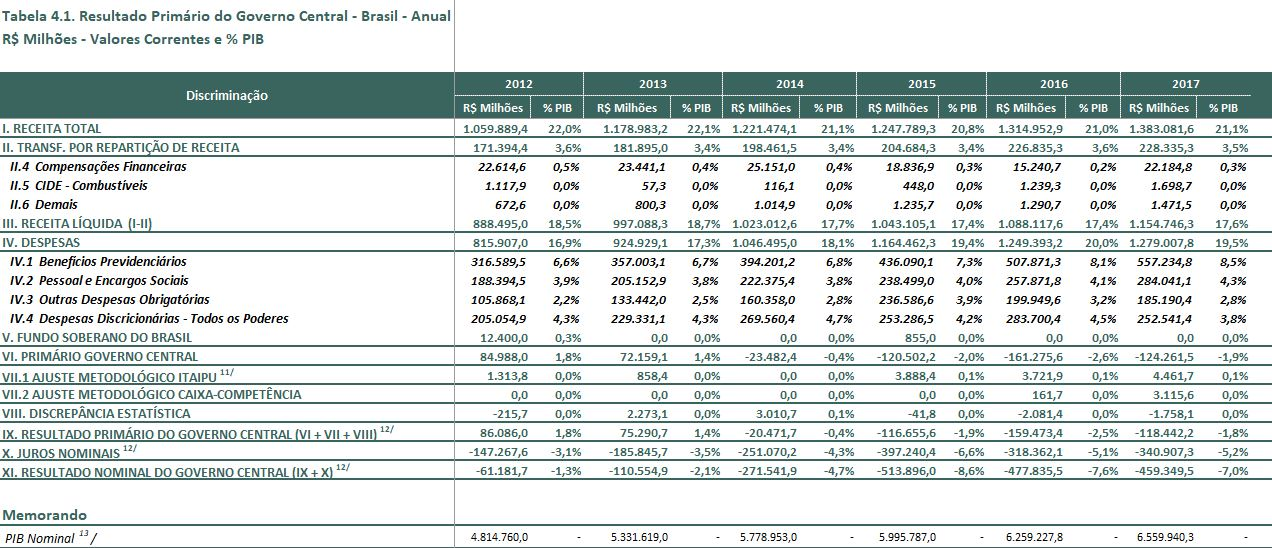 Tabela 4.1. Resultado Primário do Governo Central - Brasil - Anual
R$ Milhões - Valores Correntes e % PIB
Discriminação 2012 2013 2014 2015 2016 2017
R$ Milhões % PIB R$ Milhões % PIB R$ Milhões % PIB R$ Milhões % PIB R$ Milhões % PIB R$ Milhões % PIB
I. RECEITA TOTAL 1.059.889,4 22,0% 1.178.983,2 22,1% 1.221.474,1 21,1% 1.247.789,3 20,8% 1.314.952,9 21,0% 1.383.081,6 21,1%
II. TRANSF. POR REPARTIÇÃO DE RECEITA 171.394,4 3,6% 181.895,0 3,4% 198.461,5 3,4% 204.684,3 3,4% 226.835,3 3,6% 228.335,3 3,5%
II.4 Compensações Financeiras 22.614,6 0,5% 23.441,1 0,4% 25.151,0 0,4% 18.836,9 0,3% 15.240,7 0,2% 22.184,8 0,3%
II.5 CIDE - Combustíveis 1.117,9 0,0% 57,3 0,0% 116,1 0,0% 448,0 0,0% 1.239,3 0,0% 1.698,7 0,0%
II.6 Demais 672,6 0,0% 800,3 0,0% 1.014,9 0,0% 1.235,7 0,0% 1.290,7 0,0% 1.471,5 0,0%
III. RECEITA LÍQUIDA (I-II) 888.495,0 18,5% 997.088,3 18,7% 1.023.012,6 17,7% 1.043.105,1 17,4% 1.088.117,6 17,4% 1.154.746,3 17,6%
IV. DESPESAS 815.907,0 16,9% 924.929,1 17,3% 1.046.495,0 18,1% 1.164.462,3 19,4% 1.249.393,2 20,0% 1.279.007,8 19,5%
IV.1 Benefícios Previdenciários 316.589,5 6,6% 357.003,1 6,7% 394.201,2 6,8% 436.090,1 7,3% 507.871,3 8,1% 557.234,8 8,5%
IV.2 Pessoal e Encargos Sociais 188.394,5 3,9% 205.152,9 3,8% 222.375,4 3,8% 238.499,0 4,0% 257.871,8 4,1% 284.041,1 4,3%
IV.3 Outras Despesas Obrigatórias 105.868,1 2,2% 133.442,0 2,5% 160.358,0 2,8% 236.586,6 3,9% 199.949,6 3,2% 185.190,4 2,8%
IV.4 Despesas Discricionárias - Todos os Poderes 205.054,9 4,3% 229.331,1 4,3% 269.560,4 4,7% 253.286,5 4,2% 283.700,4 4,5% 252.541,4 3,8%
V. FUNDO SOBERANO DO BRASIL 12.400,0 0,3% 0,0 0,0% 0,0 0,0% 855,0 0,0% 0,0 0,0% 0,0 0,0%
VI. PRIMÁRIO GOVERNO CENTRAL 84.988,0 1,8% 72.159,1 1,4% -23.482,4 -0,4% -120.502,2 -2,0% -161.275,6 -2,6% -124.261,5 -1,9%
VII.1 AJUSTE METODOLÓGICO ITAIPU 11/ 1.313,8 0,0% 858,4 0,0% 0,0 0,0% 3.888,4 0,1% 3.721,9 0,1% 4.461,7 0,1%
VII.2 AJUSTE METODOLÓGICO CAIXA-COMPETÊNCIA 0,0 0,0% 0,0 0,0% 0,0 0,0% 0,0 0,0% 161,7 0,0% 3.115,6 0,0%
VIII. DISCREPÂNCIA ESTATÍSTICA -215,7 0,0% 2.273,1 0,0% 3.010,7 0,1% -41,8 0,0% -2.081,4 0,0% -1.758,1 0,0%
IX. RESULTADO PRIMÁRIO DO GOVERNO CENTRAL (VI + VII + VIII) 12/ 86.086,0 1,8% 75.290,7 1,4% -20.471,7 -0,4% -116.655,6 -1,9% -159.473,4 -2,5% -118.442,2 -1,8%
X. JUROS NOMINAIS 12/ -147.267,6 -3,1% -185.845,7 -3,5% -251.070,2 -4,3% -397.240,4 -6,6% -318.362,1 -5,1% -340.907,3 -5,2%
XI. RESULTADO NOMINAL DO GOVERNO CENTRAL (IX + X) 12/ -61.181,7 -1,3% -110.554,9 -2,1% -271.541,9 -4,7% -513.896,0 -8,6% -477.835,5 -7,6% -459.349,5 -7,0%
Memorando
PIB Nominal 13 / 4.814.760,0 - 5.331.619,0 - 5.778.953,0 - 5.995.787,0 - 6.259.227,8 - 6.559.940,3 -